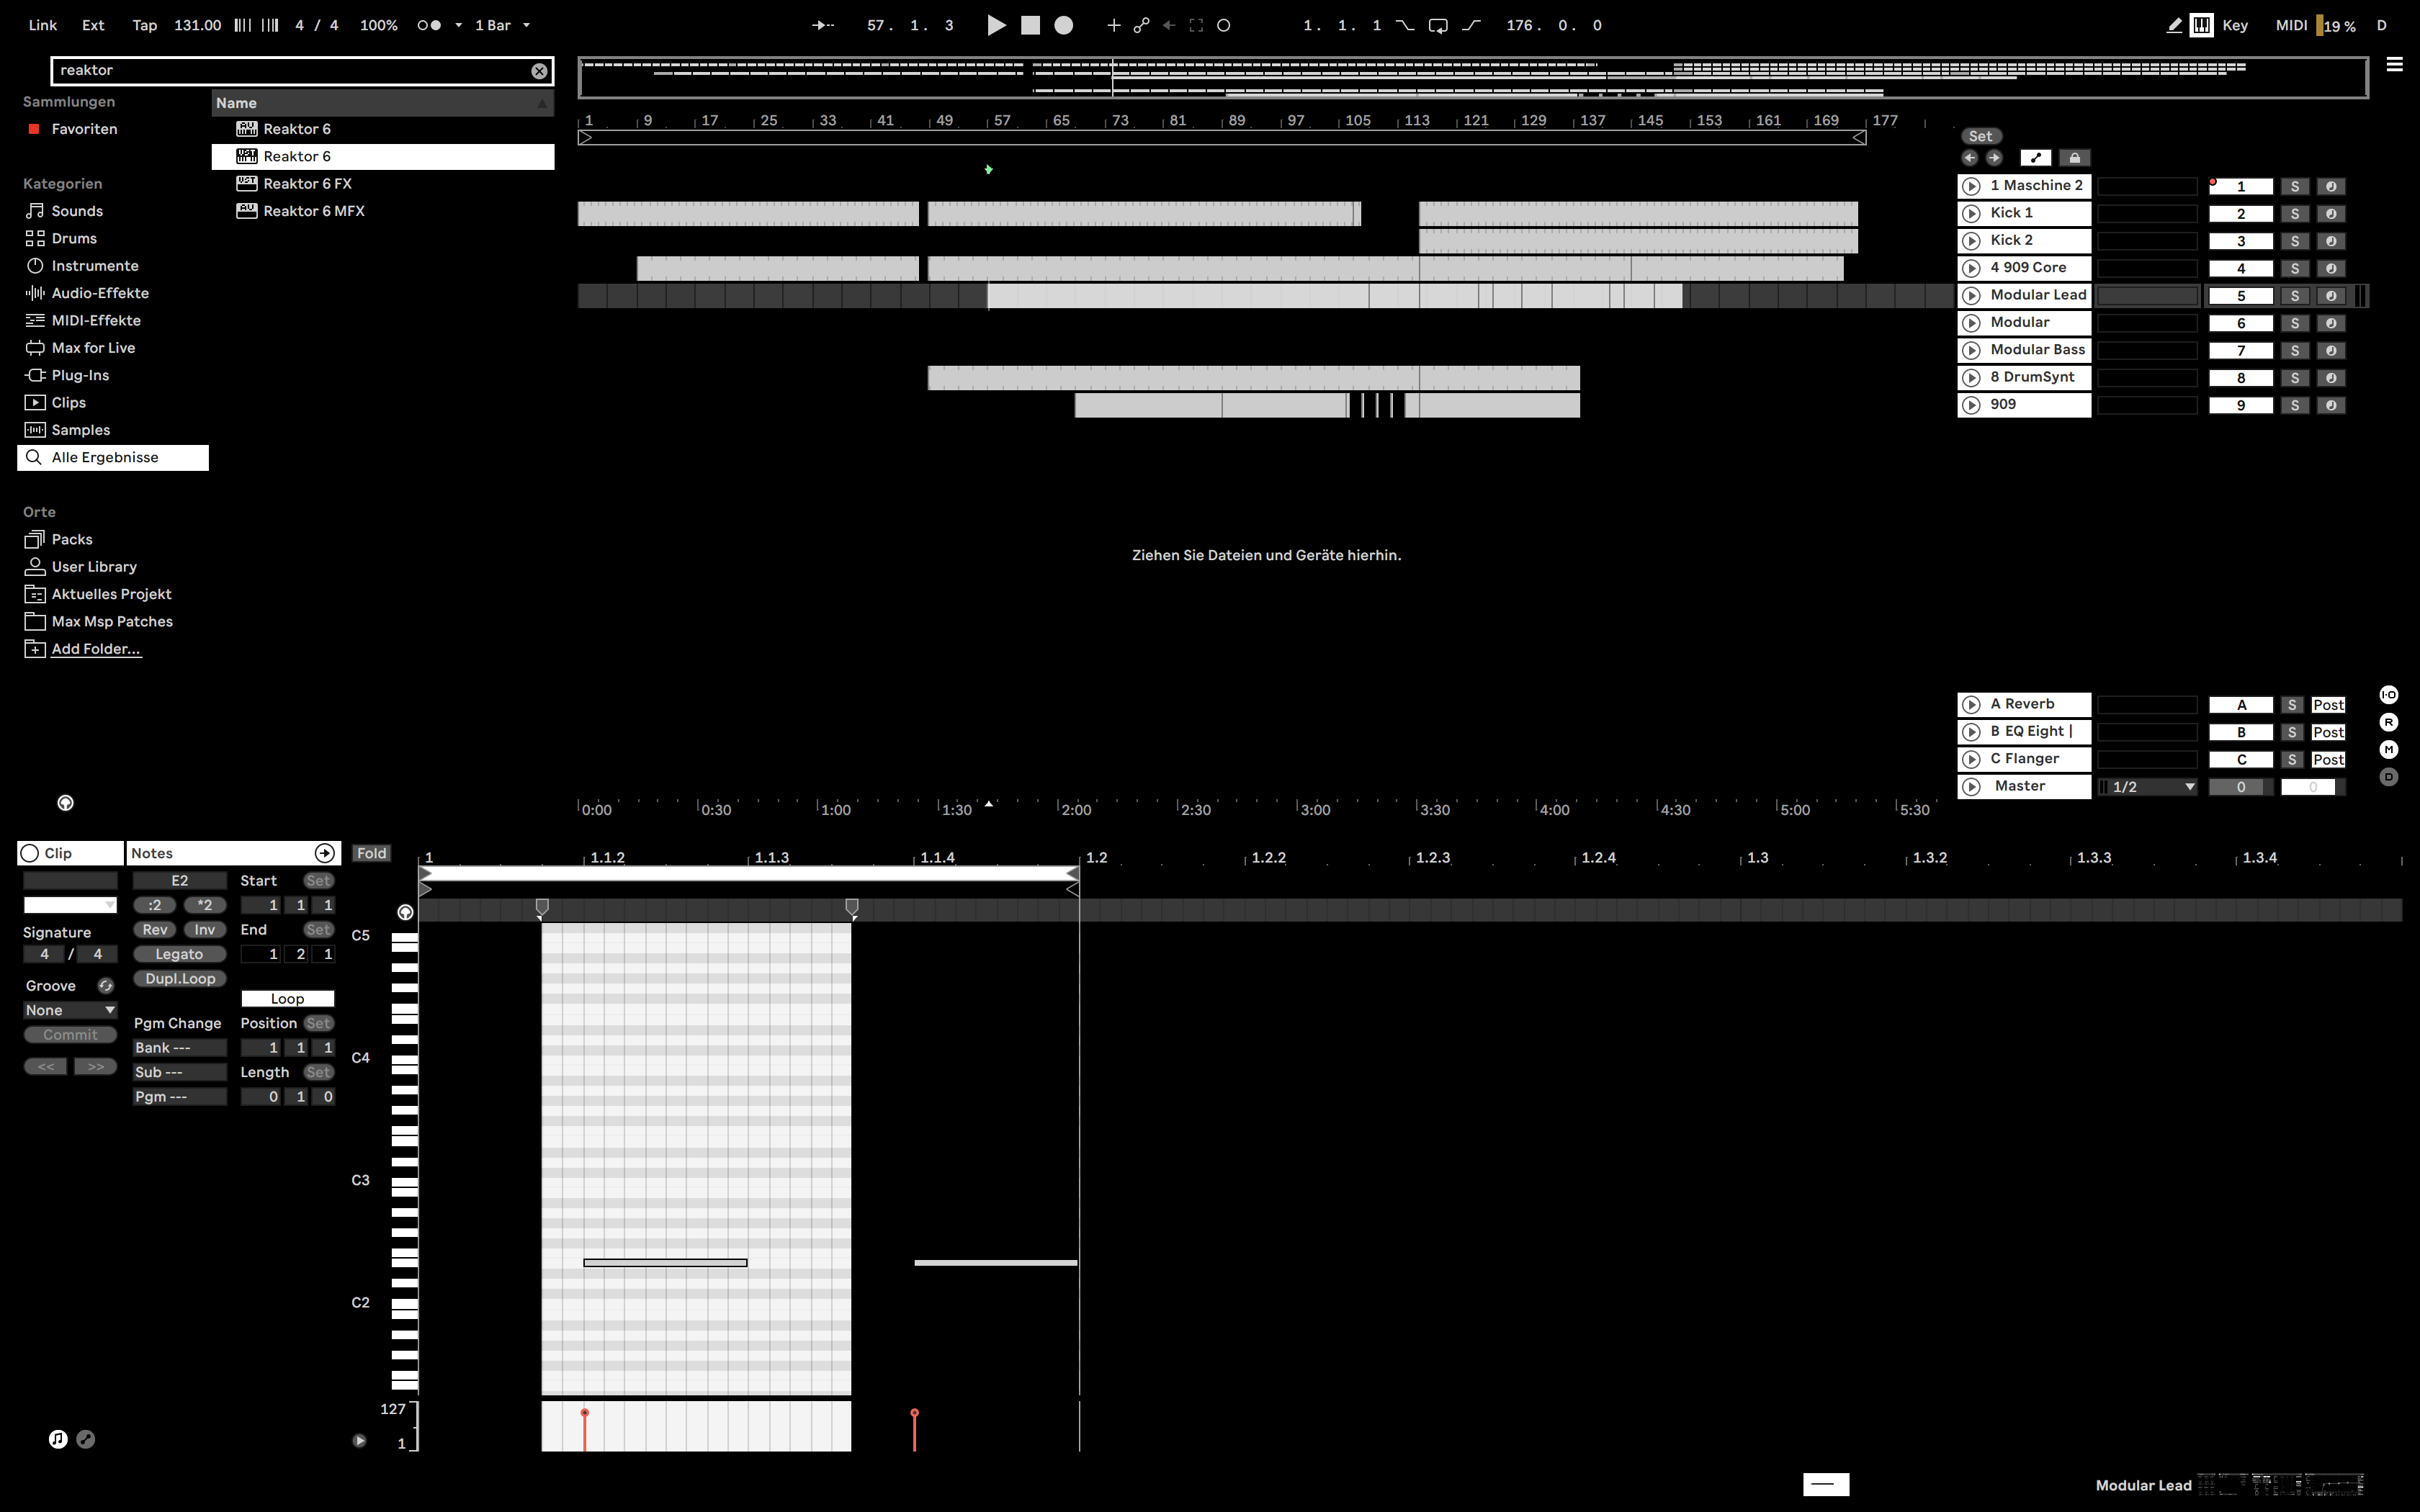 Link Ext Tap 131.00 4 / 4 100% 1 Bar 57. 1. 3 1. 1. 1 176. 0. 0 Key MIDI 19 % D
reaktor
Sammlungen
Favoriten
Kategorien
Sounds
Drums
Instrumente
Audio-Effekte
MIDI-Effekte
Max for Live
Plug-Ins
Clips
Samples
Alle Ergebnisse
Orte
Packs
User Library
Aktuelles Projekt
Max Msp Patches
Add Folder...
Name
Reaktor 6
Reaktor 6
Reaktor 6 FX
Reaktor 6 MFX
1 9 17 25 33 41 49 57 65 73 81 89 97 105 113 121 129 137 145 153 161 169 177
Set
1 Maschine 2 1 S
Kick 1 2 S
Kick 2 3 S
4 909 Core 4 S
Modular Lead 5 S
Modular 6 S
Modular Bass 7 S
8 DrumSynt 8 S
909 9 S
Ziehen Sie Dateien und Geräte hierhin.
A Reverb A S Post
B EQ Eight | B S Post
C Flanger C S Post
Master 1/2 0 0
I·O
R
M
D
0:00 0:30 1:00 1:30 2:00 2:30 3:00 3:30 4:00 4:30 5:00 5:30
Clip
Signature
4 / 4
Groove
None
Commit
<< >>
Notes
E2
:2 *2
Rev Inv
Legato
Dupl.Loop
Pgm Change
Bank ---
Sub ---
Pgm ---
Start Set
1 1 1
End Set
1 2 1
Loop
Position Set
1 1 1
Length Set
0 1 0
Fold
1 1.1.2 1.1.3 1.1.4 1.2 1.2.2 1.2.3 1.2.4 1.3 1.3.2 1.3.3 1.3.4
C5
C4
C3
C2
127
1
Modular Lead